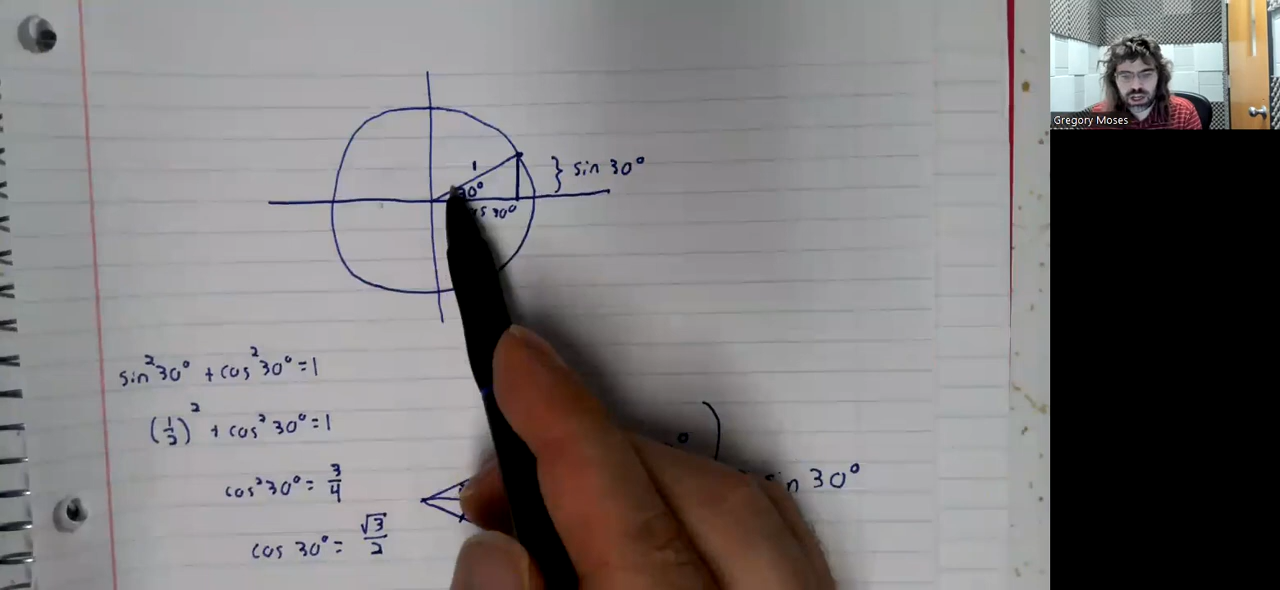 1
} sin 30°
30°
30°
sin²30° + cos²30° = 1
(1/2)² + cos²30° = 1
cos²30° = 3/4
sin 30°
cos 30° = √3/2
Gregory Moses